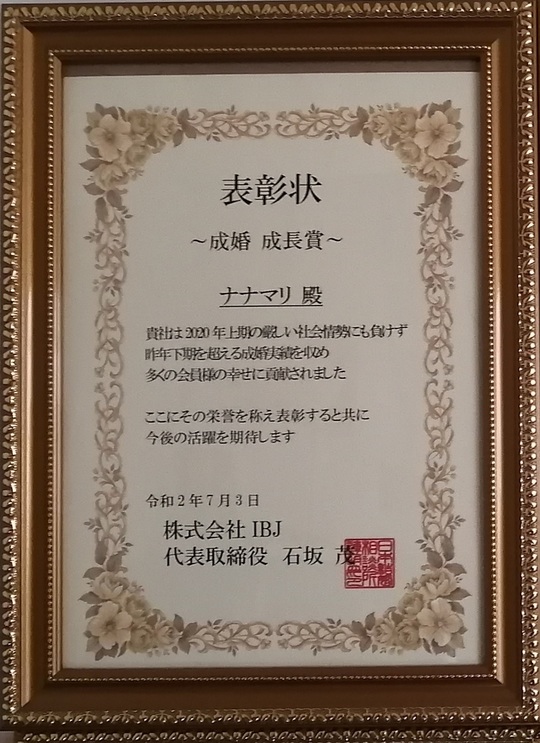 表彰状
～成婚 成長賞～
ナナマリ 殿
貴社は2020年上期の厳しい社会情勢にも負けず
昨年下期を超える成婚実績を収め
多くの会員様の幸せに貢献されました
ここにその栄誉を称え表彰すると共に
今後の活躍を期待します
令和2年7月3日
株式会社IBJ
代表取締役 石坂 茂